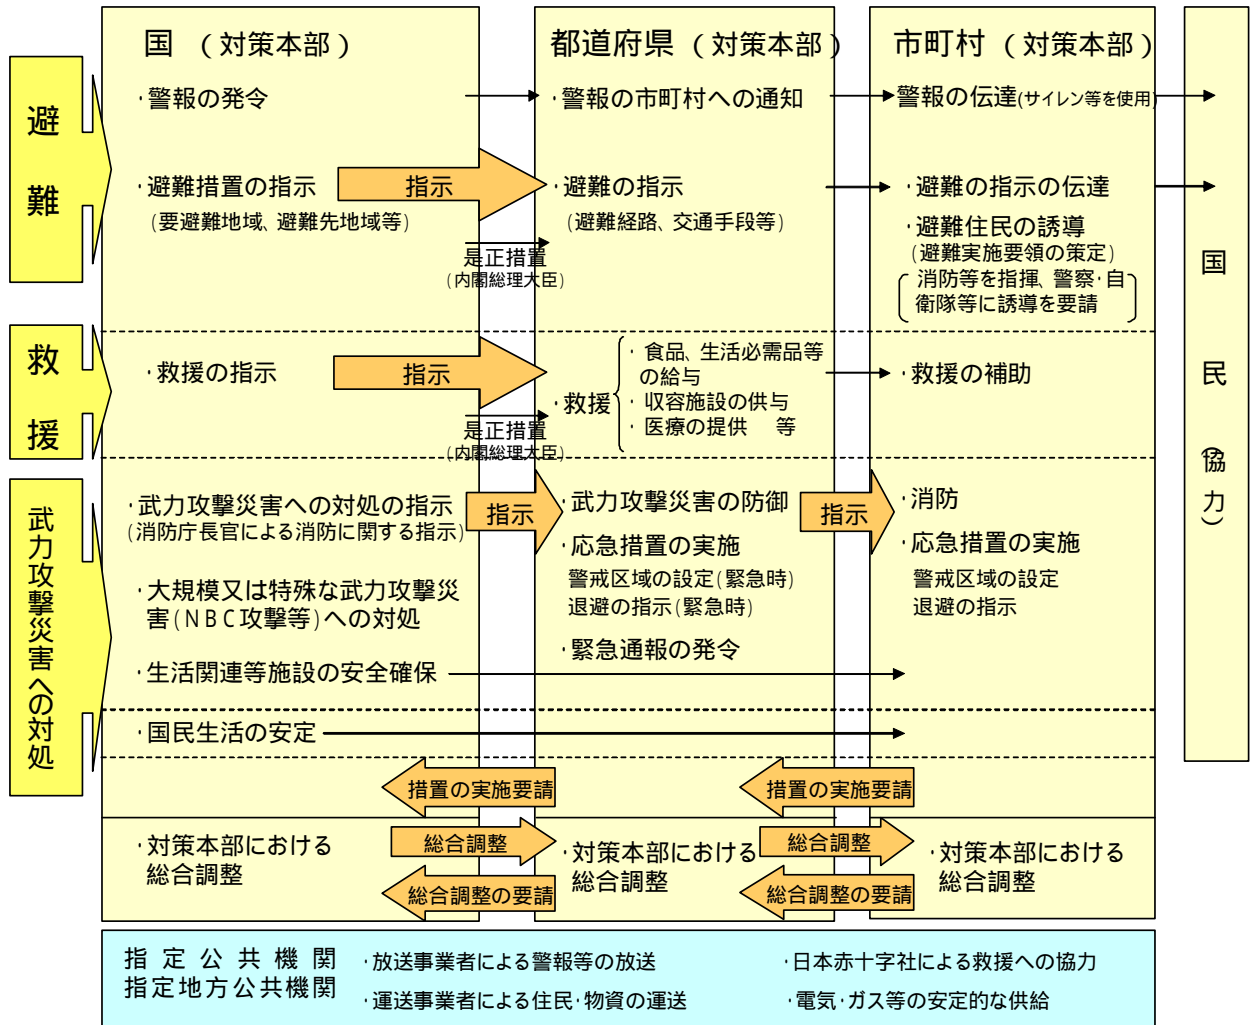 国 （対策本部）
都道府県（対策本部）
市町村（対策本部）
避難
・警報の発令
・警報の市町村への通知
警報の伝達(サイレン等を使用)
・避難措置の指示
(要避難地域、避難先地域等)
指示
・避難の指示
(避難経路、交通手段等)
・避難の指示の伝達
・避難住民の誘導
(避難実施要領の策定)
消防等を指揮、警察・自
衛隊等に誘導を要請
是正措置
(内閣総理大臣)
国民（協力）
救援
・救援の指示
指示
・救援
・食品、生活必需品等
の給与
・収容施設の供与
・医療の提供 等
・救援の補助
是正措置
(内閣総理大臣)
武力攻撃災害への対処
・武力攻撃災害への対処の指示
(消防庁長官による消防に関する指示)
指示
・武力攻撃災害の防御
指示
・消防
・大規模又は特殊な武力攻撃災
害(NBC攻撃等)への対処
・応急措置の実施
警戒区域の設定(緊急時)
退避の指示(緊急時)
・応急措置の実施
警戒区域の設定
退避の指示
・緊急通報の発令
・生活関連等施設の安全確保
・国民生活の安定
措置の実施要請
措置の実施要請
・対策本部における
総合調整
総合調整
総合調整の要請
・対策本部における
総合調整
総合調整
総合調整の要請
・対策本部における
総合調整
指定公共機関
指定地方公共機関
・放送事業者による警報等の放送
・日本赤十字社による救援への協力
・運送事業者による住民・物資の運送
・電気・ガス等の安定的な供給